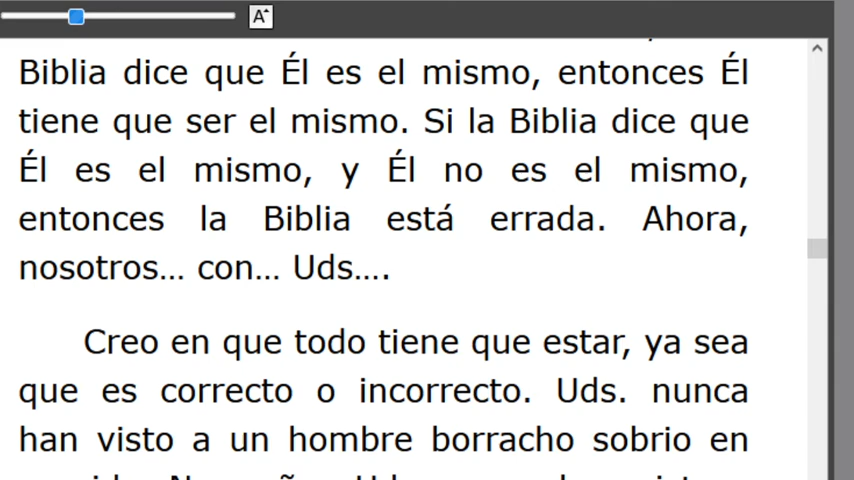 A
Biblia dice que Él es el mismo, entonces Él
tiene que ser el mismo. Si la Biblia dice que
Él es el mismo, y Él no es el mismo,
entonces la Biblia está errada. Ahora,
nosotros... con... Uds....
Creo en que todo tiene que estar, ya sea
que es correcto o incorrecto. Uds. nunca
han visto a un hombre borracho sobrio en